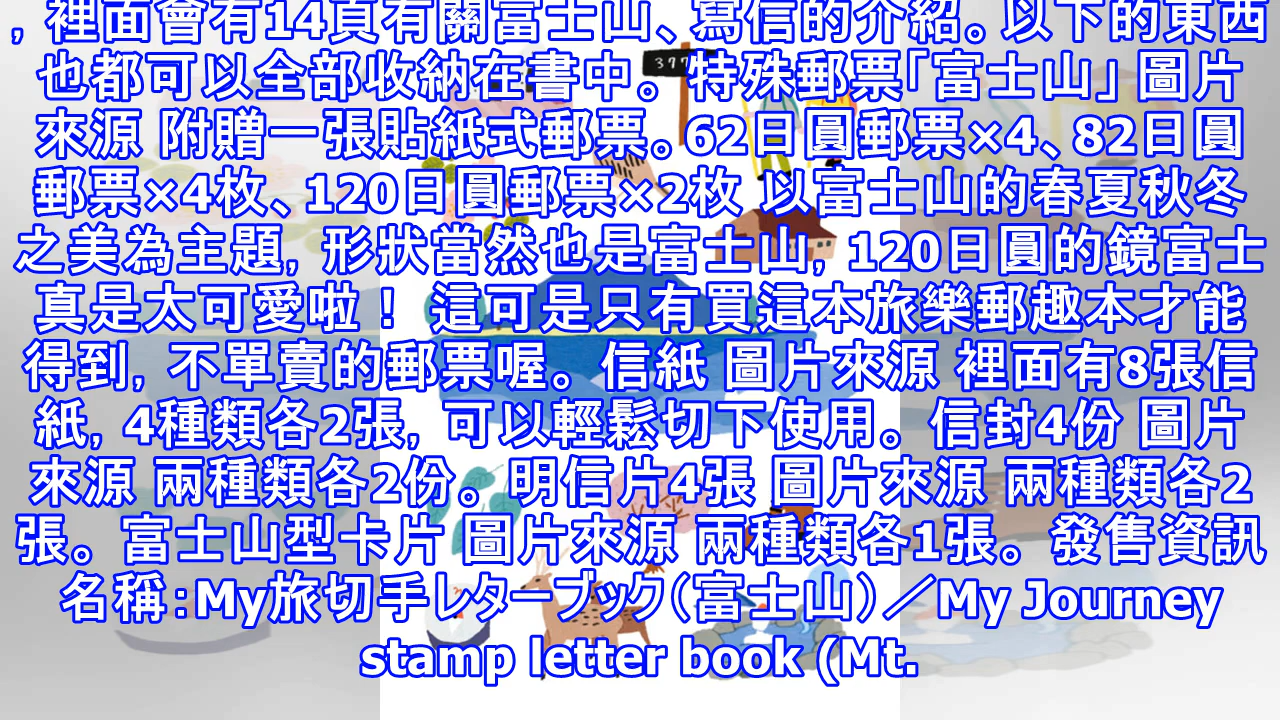 , 裡面會有14頁有關富士山、寫信的介紹。以下的東西
也都可以全部收納在書中。 特殊郵票「富士山」 圖片
來源 附贈一張貼紙式郵票。62日圓郵票×4、82日圓
郵票×4枚、120日圓郵票×2枚 以富士山的春夏秋冬
之美為主題, 形狀當然也是富士山, 120日圓的鏡富士
真是太可愛啦！ 這可是只有買這本旅樂郵趣本才能
得到, 不單賣的郵票喔。 信紙 圖片來源 裡面有8張信
紙, 4種類各2張, 可以輕鬆切下使用。 信封4份 圖片
來源 兩種類各2份。 明信片4張 圖片來源 兩種類各2
張。 富士山型卡片 圖片來源 兩種類各1張。 發售資訊
名稱：My旅切手レターブック（富士山）／My Journey
stamp letter book (Mt.